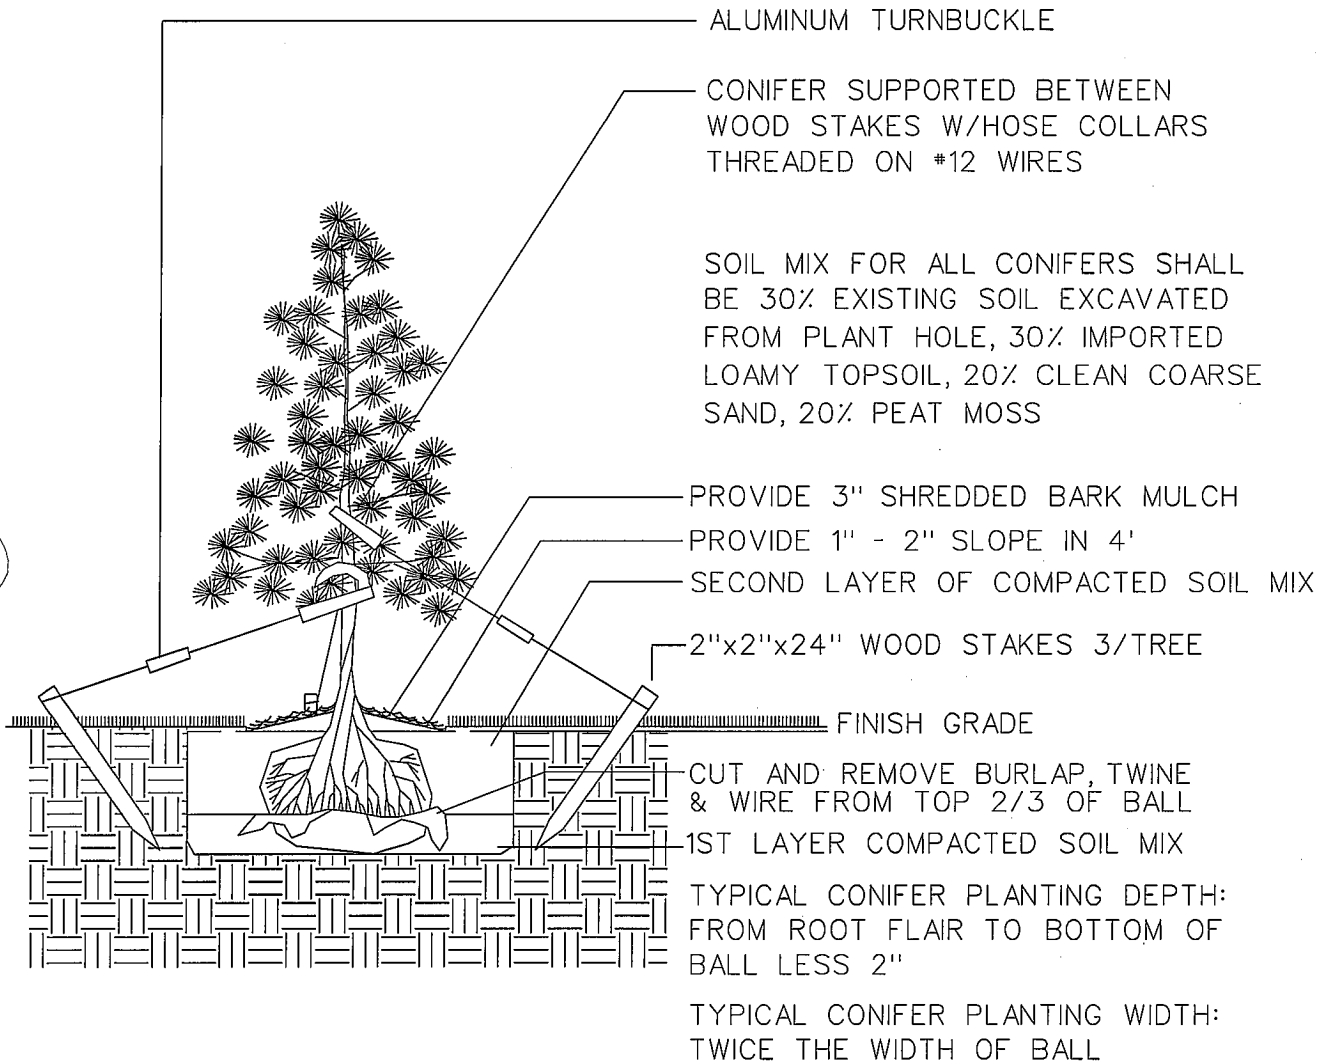 ALUMINUM TURNBUCKLE
CONIFER SUPPORTED BETWEEN
WOOD STAKES W/HOSE COLLARS
THREADED ON #12 WIRES
SOIL MIX FOR ALL CONIFERS SHALL
BE 30% EXISTING SOIL EXCAVATED
FROM PLANT HOLE, 30% IMPORTED
LOAMY TOPSOIL, 20% CLEAN COARSE
SAND, 20% PEAT MOSS
PROVIDE 3" SHREDDED BARK MULCH
PROVIDE 1" - 2" SLOPE IN 4'
SECOND LAYER OF COMPACTED SOIL MIX
2"x2"x24" WOOD STAKES 3/TREE
FINISH GRADE
CUT AND REMOVE BURLAP, TWINE
& WIRE FROM TOP 2/3 OF BALL
1ST LAYER COMPACTED SOIL MIX
TYPICAL CONIFER PLANTING DEPTH:
FROM ROOT FLAIR TO BOTTOM OF
BALL LESS 2"
TYPICAL CONIFER PLANTING WIDTH:
TWICE THE WIDTH OF BALL